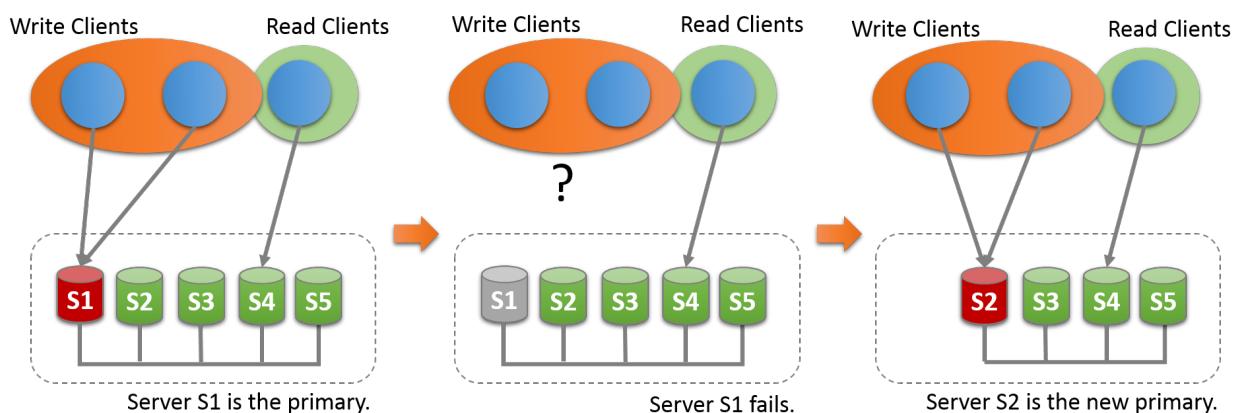 Write Clients
Read Clients
S1
S2
S3
S4
S5
Server S1 is the primary.
Write Clients
Read Clients
?
S1
S2
S3
S4
S5
Server S1 fails.
Write Clients
Read Clients
S2
S3
S4
S5
Server S2 is the new primary.